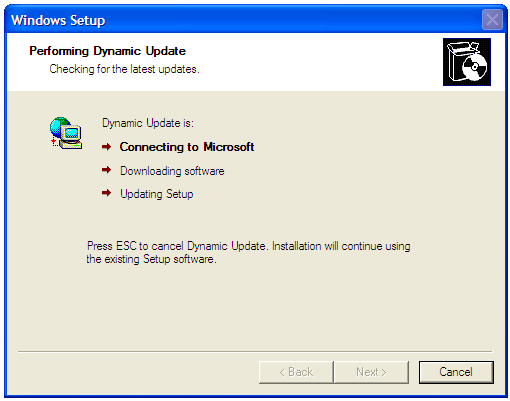 Windows Setup
Performing Dynamic Update
Checking for the latest updates.
Dynamic Update is:
Connecting to Microsoft
Downloading software
Updating Setup
Press ESC to cancel Dynamic Update. Installation will continue using
the existing Setup software.
< Back
Next >
Cancel